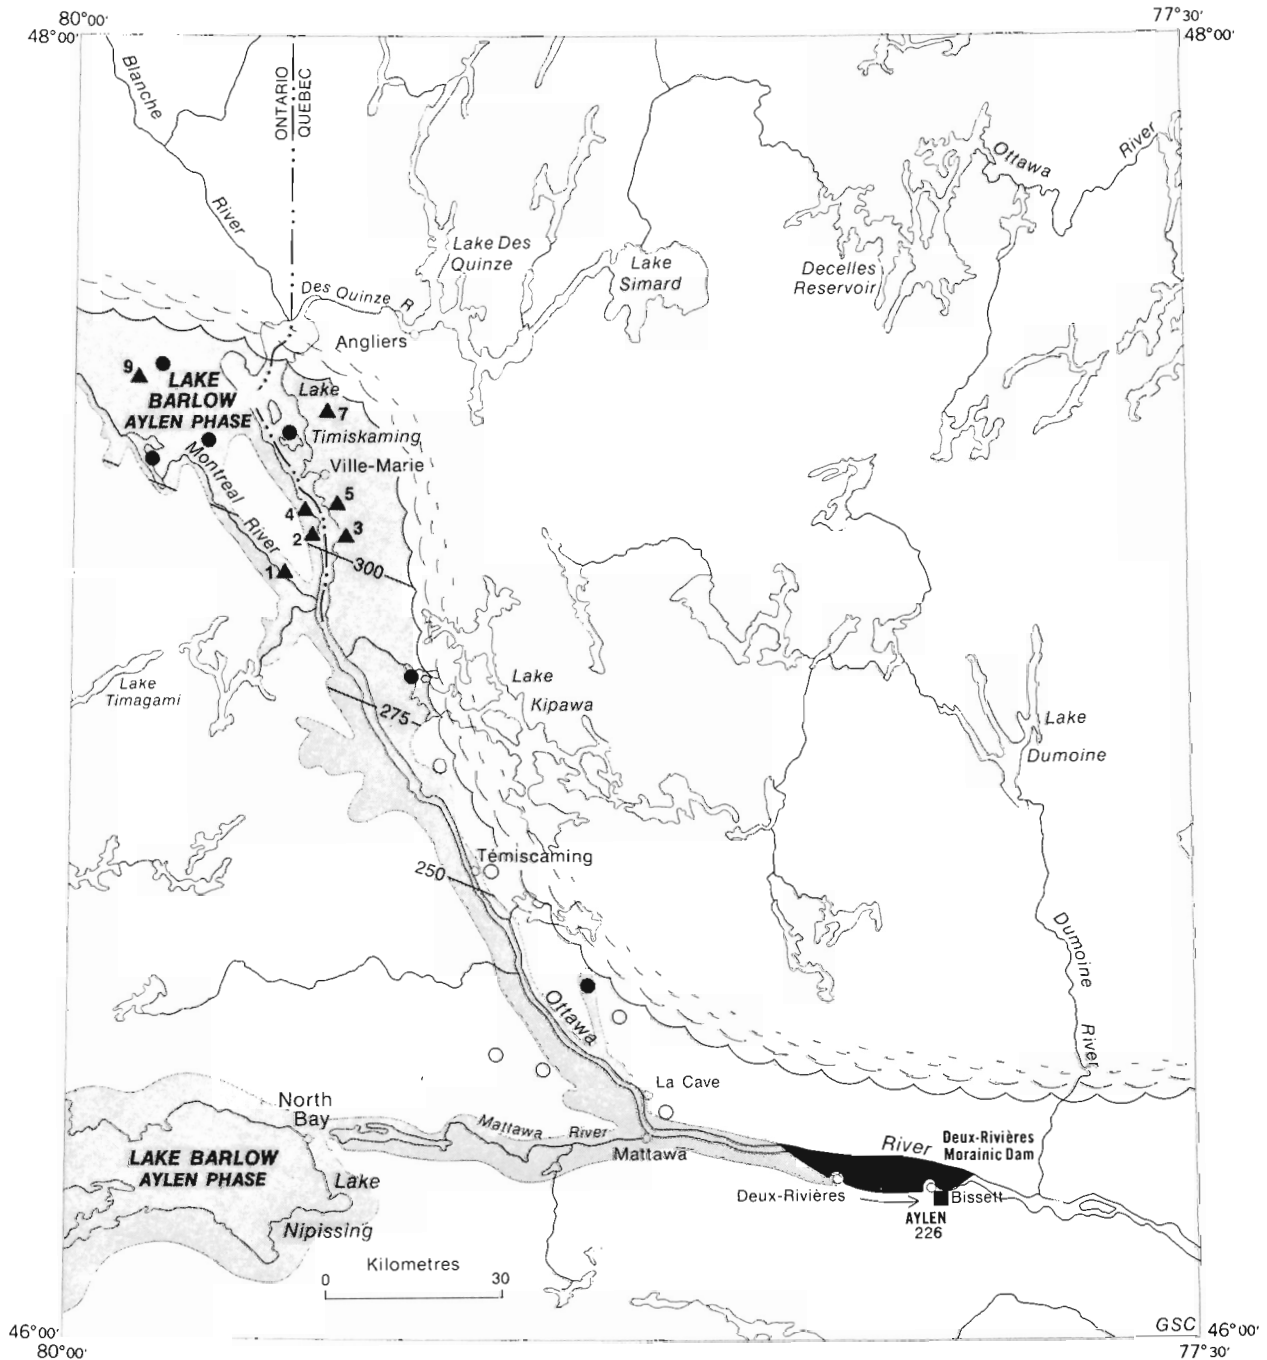 80°00'
77°30'
48°00'
48°00'
Blanche
River
ONTARIO
QUEBEC
Ottawa
River
Lake Des
Quinze
Lake
Simard
Decelles
Reservoir
Des Quinze R
Angliers
9
LAKE
BARLOW
AYLEN PHASE
Lake
7
Timiskaming
Ville-Marie
Montreal
River
5
4
3
2
300
1
Lake
Timagami
Lake
Kipawa
275
Lake
Dumoine
Témiscaming
250
Dumoine
River
Ottawa
La Cave
North
Bay
Mattawa River
River
Deux-Rivières
Morainic Dam
Mattawa
LAKE BARLOW
AYLEN PHASE
Lake
Nipissing
Deux-Rivières
Bissett
AYLEN
226
Kilometres
0 30
GSC
46°00'
46°00'
80°00'
77°30'